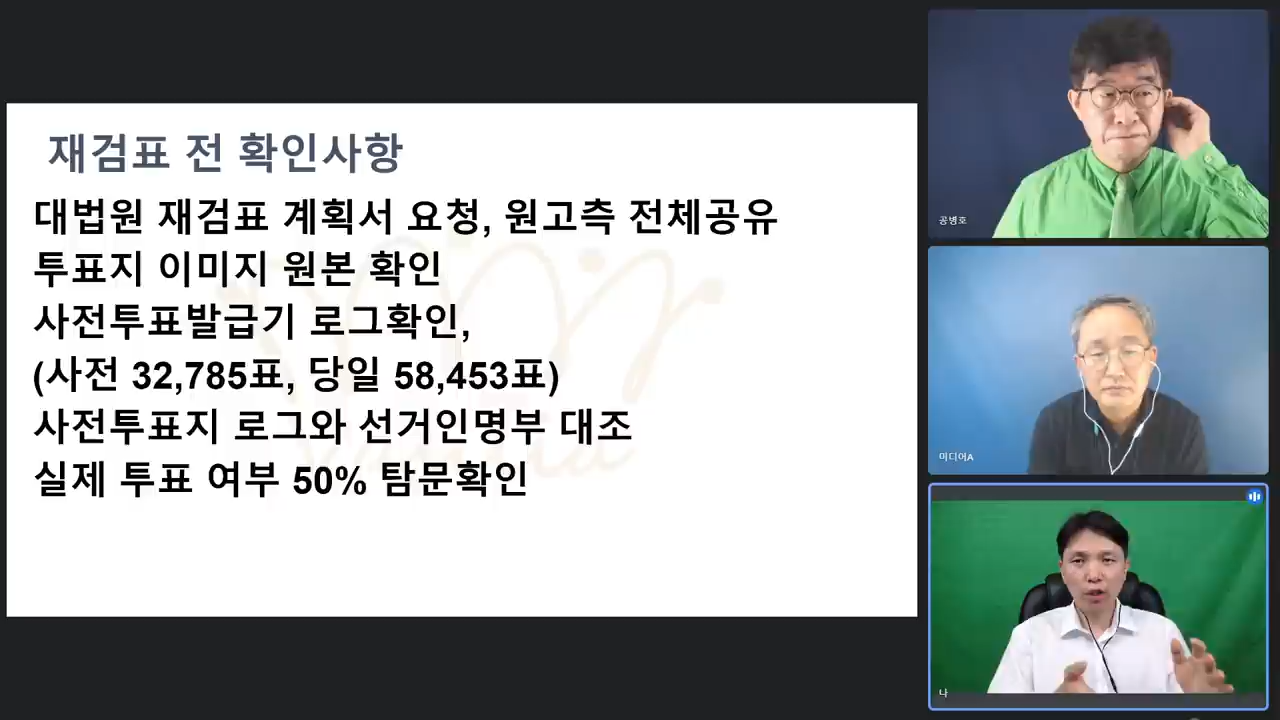 재검표 전 확인사항
대법원 재검표 계획서 요청, 원고측 전체공유
투표지 이미지 원본 확인
사전투표발급기 로그확인,
(사전 32,785표, 당일 58,453표)
사전투표지 로그와 선거인명부 대조
실제 투표 여부 50% 탐문확인
공병호
미디어A
나